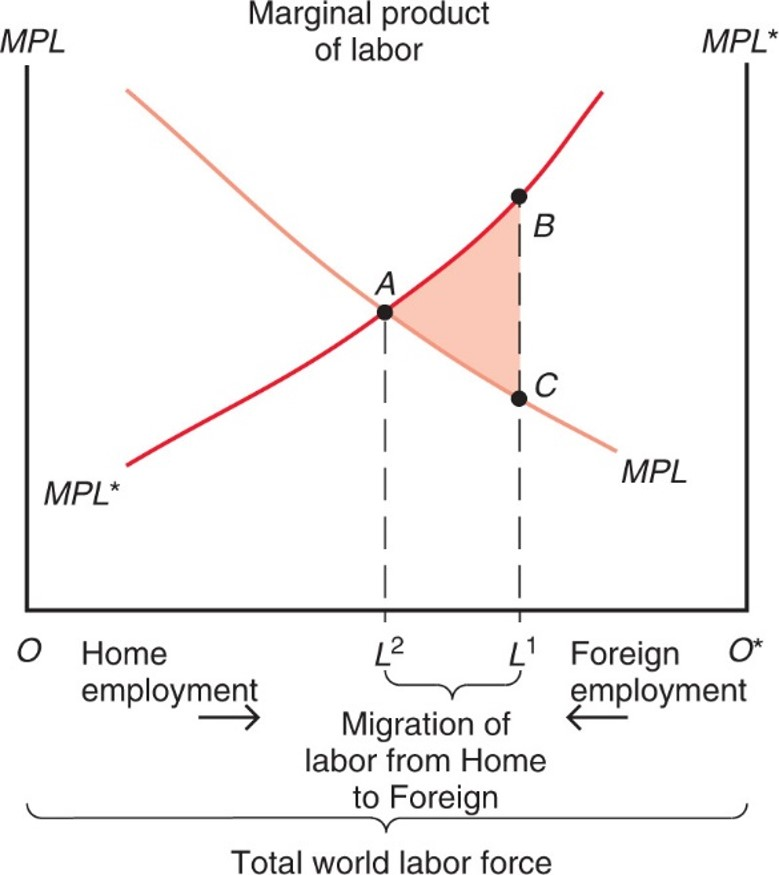 Marginal product
of labor
MPL
MPL*
A
B
C
MPL*
MPL
O
Home
employment
L²
L¹
Foreign
employment
O*
Migration of
labor from Home
to Foreign
Total world labor force